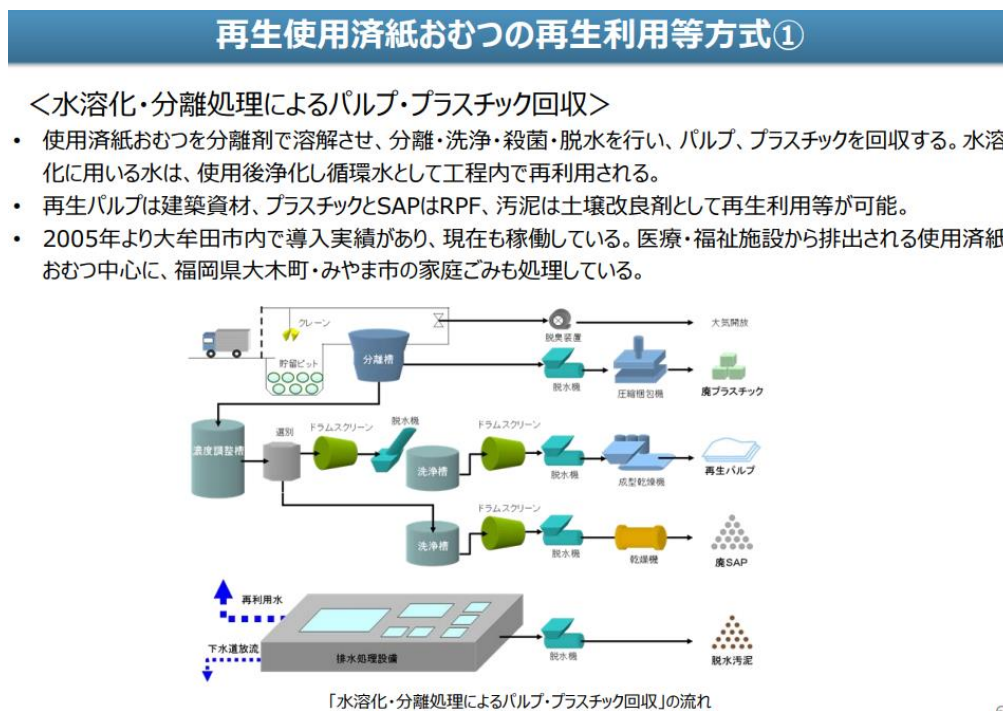 再生使用済紙おむつの再生利用等方式①
＜水溶化・分離処理によるパルプ・プラスチック回収＞
• 使用済紙おむつを分離剤で溶解させ、分離・洗浄・殺菌・脱水を行い、パルプ、プラスチックを回収する。水溶
化に用いる水は、使用後浄化し循環水として工程内で再利用される。
• 再生パルプは建築資材、プラスチックとSAPはRPF、汚泥は土壌改良剤として再生利用等が可能。
• 2005年より大牟田市内で導入実績があり、現在も稼働している。医療・福祉施設から排出される使用済紙
おむつ中心に、福岡県大木町・みやま市の家庭ごみも処理している。
クレーン
脱臭装置
大気開放
貯留ピット
分離槽
脱水機
圧縮梱包機
廃プラスチック
濃度調整槽
選別
ドラムスクリーン
脱水機
洗浄槽
ドラムスクリーン
脱水機
成型乾燥機
再生パルプ
洗浄槽
ドラムスクリーン
脱水機
乾燥機
廃SAP
再利用水
下水道放流
排水処理設備
脱水機
脱水汚泥
「水溶化・分離処理によるパルプ・プラスチック回収」の流れ